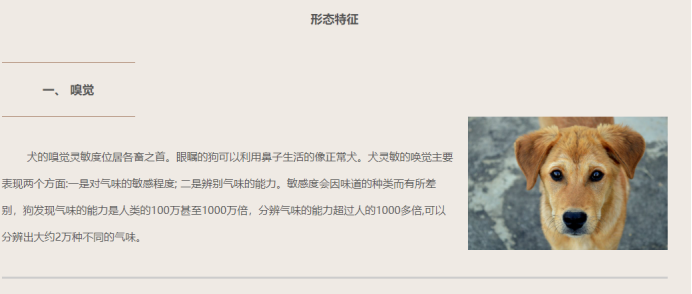 形态特征
一、 嗅觉
犬的嗅觉灵敏度位居各畜之首。眼瞩的狗可以利用鼻子生活的像正常犬。犬灵敏的唤觉主要
表现两个方面:一是对气味的敏感程度; 二是辨别气味的能力。敏感度会因味道的种类而有所差
别，狗发现气味的能力是人类的100万甚至1000万倍，分辨气味的能力超过人的1000多倍,可以
分辨出大约2万种不同的气味。